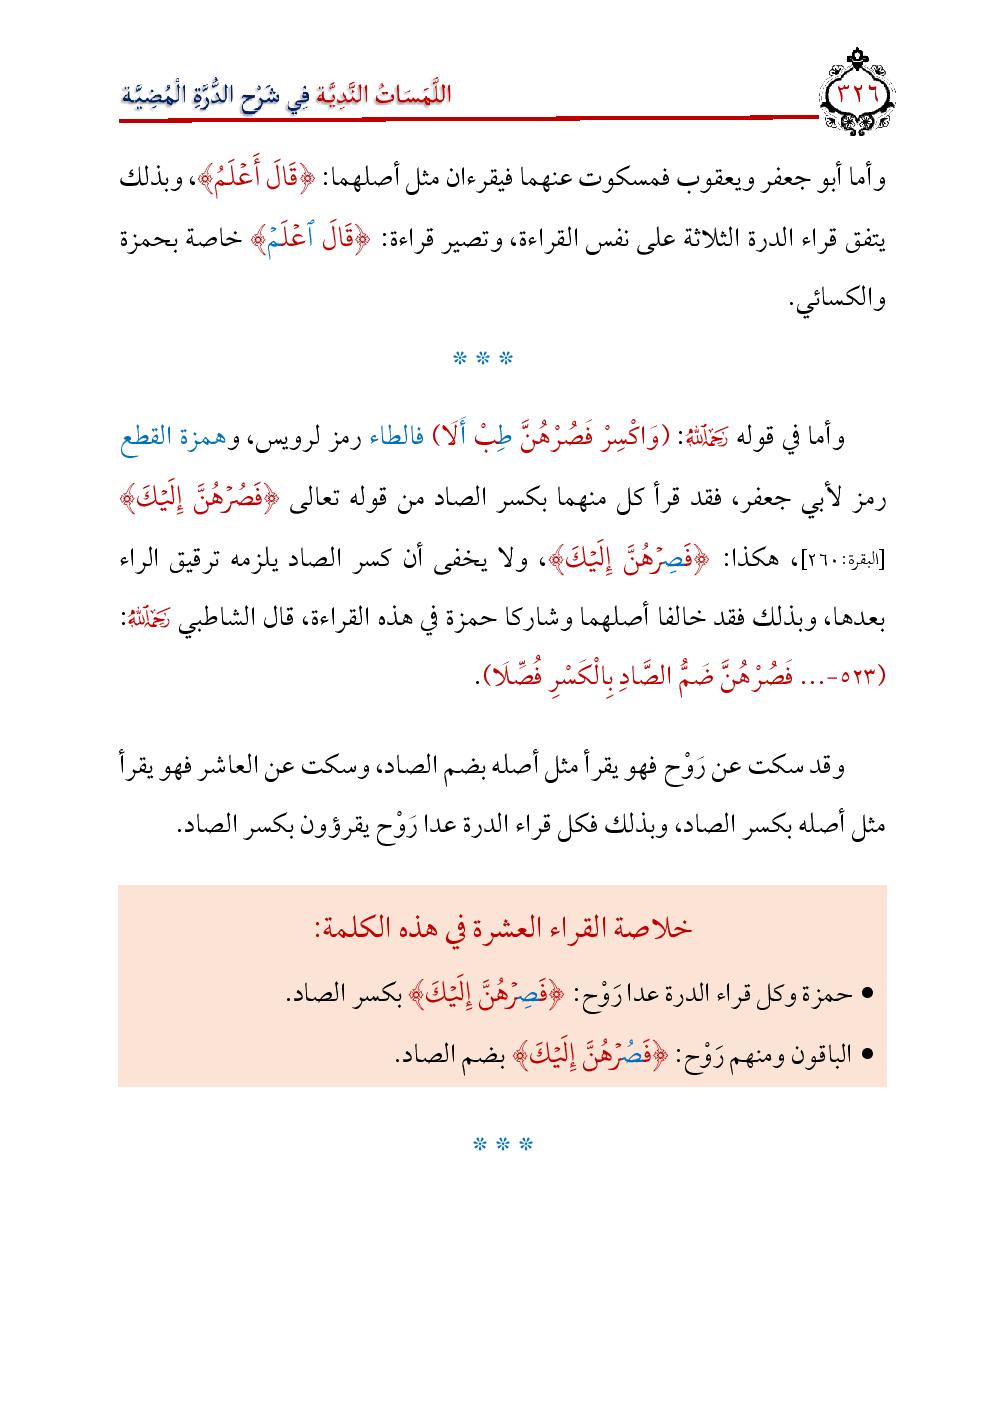 اللَّمَسَاتُ النَّدِيَّة فِي شَرْح الدُّرَّةِ الْمُضِيَّة
٣٢٦
وأما أبو جعفر ويعقوب فمسكوت عنهما فيقرءان مثل أصلهما: ﴿قَالَ أَعۡلَمُ﴾، وبذلك
يتفق قراء الدرة الثلاثة على نفس القراءة، وتصير قراءة: ﴿قَالَ ٱعۡلَمۡ﴾ خاصة بحمزة
والكسائي.
* * *
وأما في قوله رَحِمَهُ اللَّهُ: (وَاكْسِرْ فَصُرْهُنَّ طِبْ أَلَا) فالطاء رمز لرويس، وهمزة القطع
رمز لأبي جعفر، فقد قرأ كل منهما بكسر الصاد من قوله تعالى ﴿فَصُرۡهُنَّ إِلَيۡكَ﴾
[البقرة:٢٦٠]، هكذا: ﴿فَصِرۡهُنَّ إِلَيۡكَ﴾، ولا يخفى أن كسر الصاد يلزمه ترقيق الراء
بعدها، وبذلك فقد خالفا أصلهما وشاركا حمزة في هذه القراءة، قال الشاطبي رَحِمَهُ اللَّهُ:
(٥٢٣-... فَصُرْهُنَّ ضَمُّ الصَّادِ بِالْكَسْرِ فُصِّلَا).
وقد سكت عن رَوْح فهو يقرأ مثل أصله بضم الصاد، وسكت عن العاشر فهو يقرأ
مثل أصله بكسر الصاد، وبذلك فكل قراء الدرة عدا رَوْح يقرؤون بكسر الصاد.
خلاصة القراء العشرة في هذه الكلمة:
• حمزة وكل قراء الدرة عدا رَوْح: ﴿فَصِرۡهُنَّ إِلَيۡكَ﴾ بكسر الصاد.
• الباقون ومنهم رَوْح: ﴿فَصُرۡهُنَّ إِلَيۡكَ﴾ بضم الصاد.
* * *